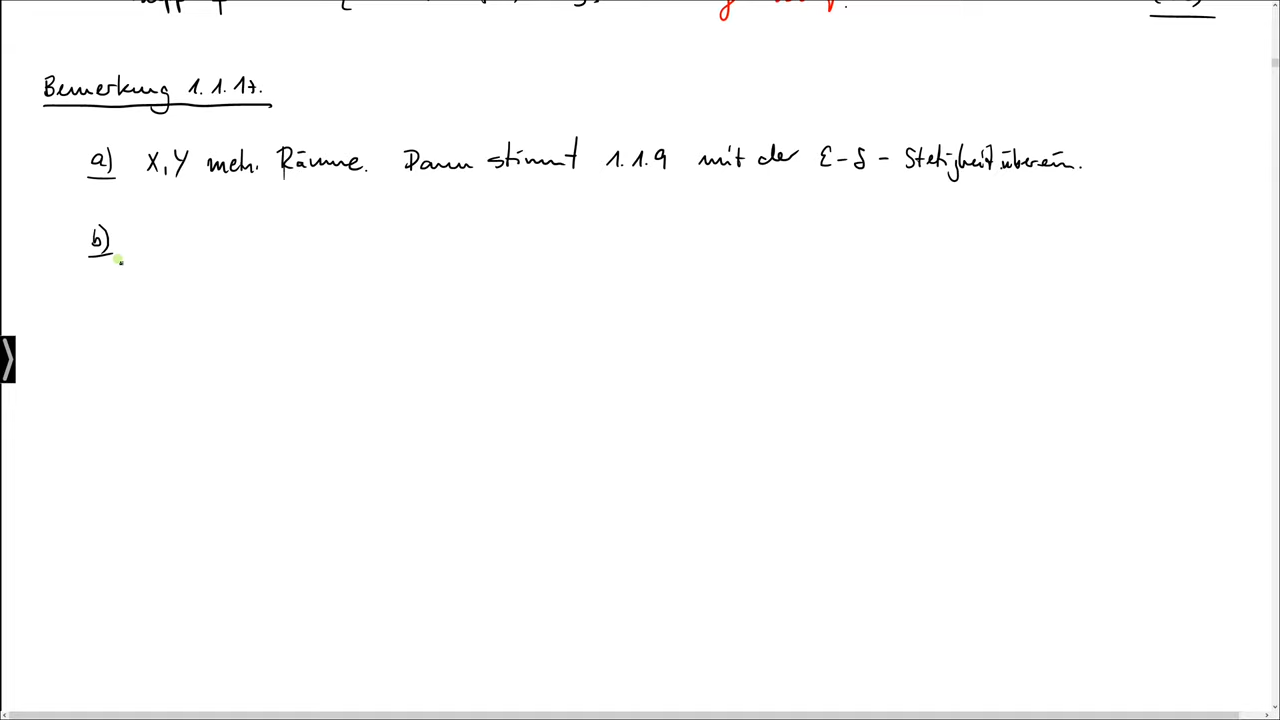 Bemerkung 1.1.17.
a) X, Y metr. Räume. Dann stimmt 1.1.9 mit der ε-δ-Stetigkeit überein.
b)